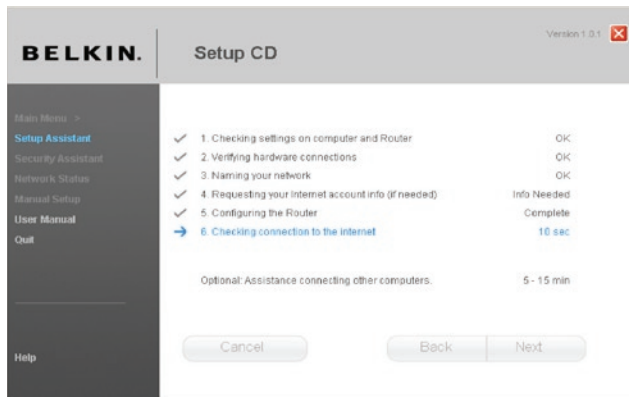 BELKIN.
Setup CD
Version 1.0.1
Main Menu >
Setup Assistant
Security Assistant
Network Status
Manual Setup
User Manual
Quit
Help
1. Checking settings on computer and Router OK
2. Verifying hardware connections OK
3. Naming your network OK
4. Requesting your Internet account info (if needed) Info Needed
5. Configuring the Router Complete
6. Checking connection to the internet 10 sec
Optional: Assistance connecting other computers. 5 - 15 min
Cancel
Back
Next